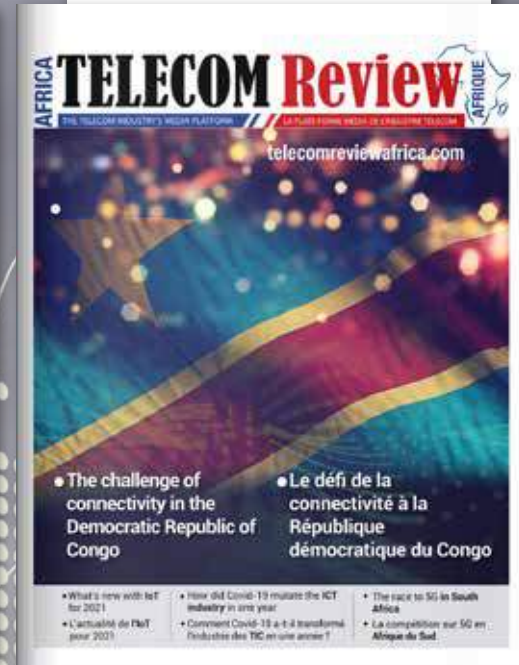 AFRICA
TELECOM Review
AFRIQUE
THE TELECOM INDUSTRY'S MEDIA PLATFORM
LA PLATE-FORME MEDIA DE L'INDUSTRIE TELECOM
telecomreviewafrica.com
• The challenge of
connectivity in the
Democratic Republic of
Congo
• Le défi de la
connectivité à la
République
démocratique du Congo
• What's new with IoT
for 2021
• L'actualité de l'IoT
pour 2021
• How did Covid-19 mutate the ICT
industry in one year
• Comment Covid-19 a-t-il transformé
l'industrie des TIC en une année ?
• The race to 5G in South
Africa
• La compétition sur 5G en
Afrique du Sud